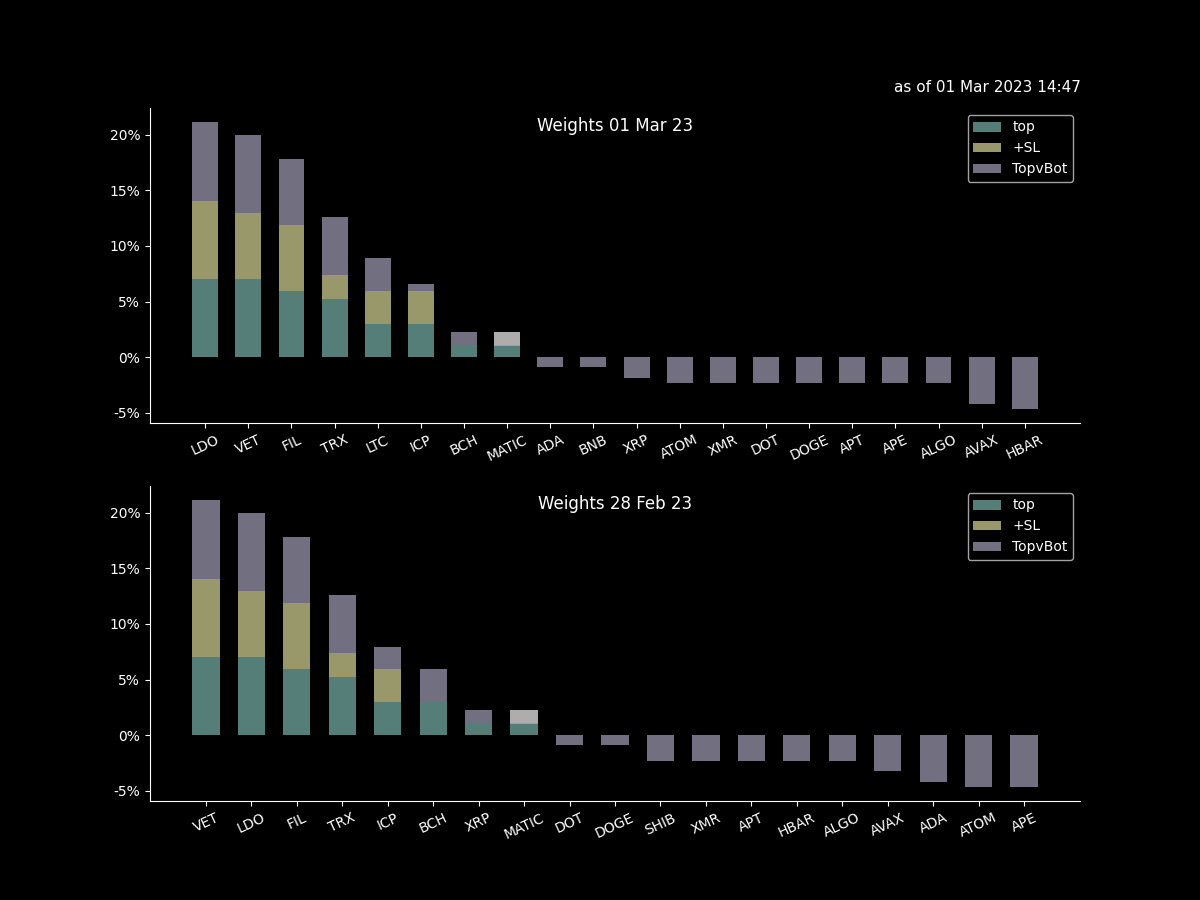 as of 01 Mar 2023 14:47
Weights 01 Mar 23
top
+SL
TopvBot
20%
15%
10%
5%
0%
-5%
LDO VET FIL TRX LTC ICP BCH MATIC ADA BNB XRP ATOM XMR DOT DOGE APT APE ALGO AVAX HBAR
Weights 28 Feb 23
top
+SL
TopvBot
20%
15%
10%
5%
0%
-5%
VET LDO FIL TRX ICP BCH XRP MATIC DOT DOGE SHIB XMR APT HBAR ALGO AVAX ADA ATOM APE